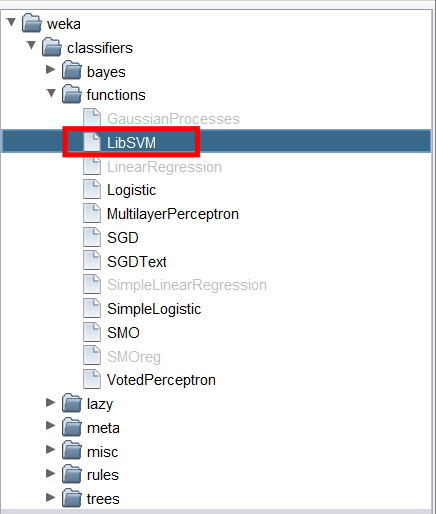 weka
classifiers
bayes
functions
GaussianProcesses
LibSVM
LinearRegression
Logistic
MultilayerPerceptron
SGD
SGDText
SimpleLinearRegression
SimpleLogistic
SMO
SMOreg
VotedPerceptron
lazy
meta
misc
rules
trees